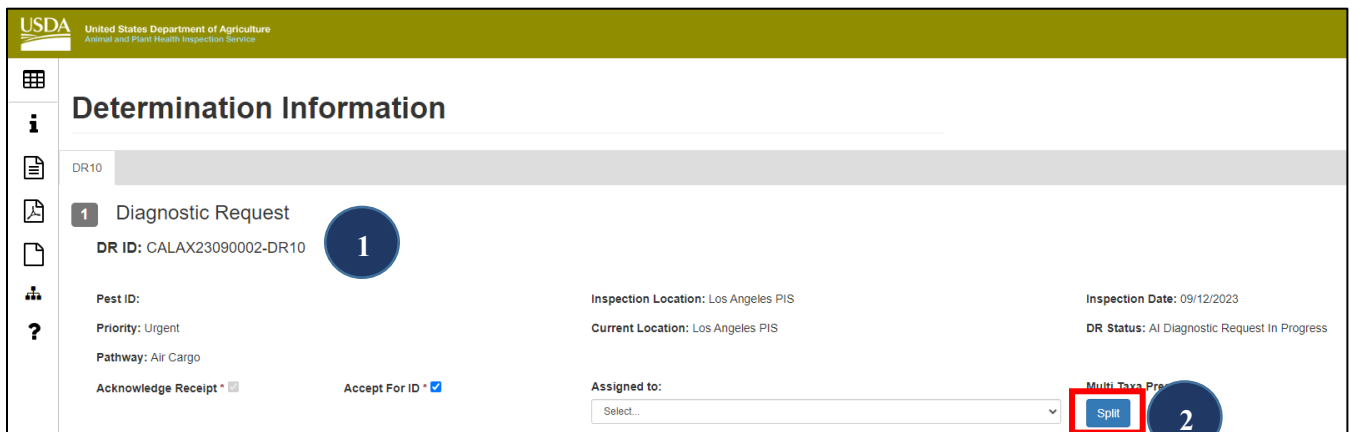 USDA
United States Department of Agriculture
Animal and Plant Health Inspection Service
Determination Information
DR10
1 Diagnostic Request
DR ID: CALAX23090002-DR10
1
Pest ID: Inspection Location: Los Angeles PIS Inspection Date: 09/12/2023
Priority: Urgent Current Location: Los Angeles PIS DR Status: AI Diagnostic Request In Progress
Pathway: Air Cargo
Acknowledge Receipt * Accept For ID * Assigned to: Multi Taxa
Select... Split 2